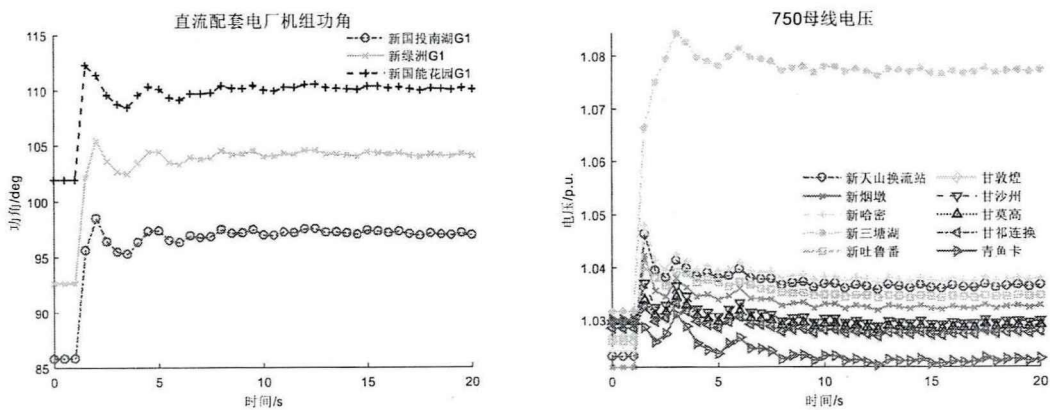 直流配套电厂机组功角
新国投南湖G1
新绿洲G1
新国能花园G1
功角/deg
115
110
105
100
95
90
85
0 5 10 15 20
时间/s
750母线电压
1.08
1.07
1.06
1.05
1.04
1.03
电压/p.u.
新天山换流站 甘敦煌
新烟墩 甘沙州
新哈密 甘莫高
新三塘湖 甘祁连换
新吐鲁番 青鱼卡
0 5 10 15 20
时间/s